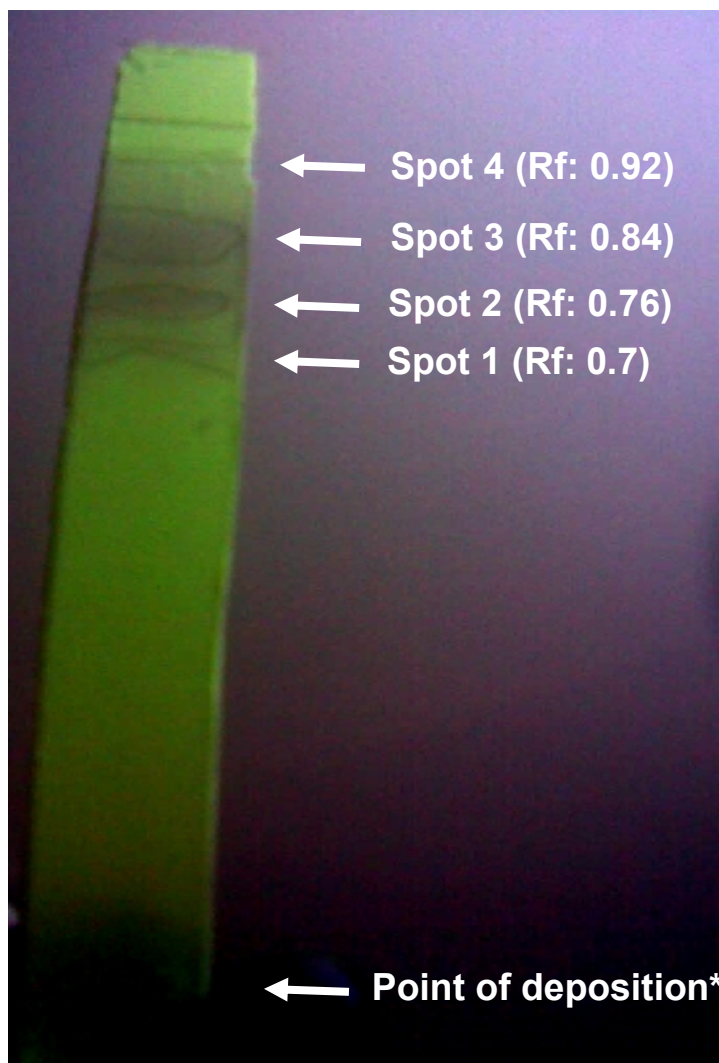 Spot 4 (Rf: 0.92)
Spot 3 (Rf: 0.84)
Spot 2 (Rf: 0.76)
Spot 1 (Rf: 0.7)
Point of deposition*